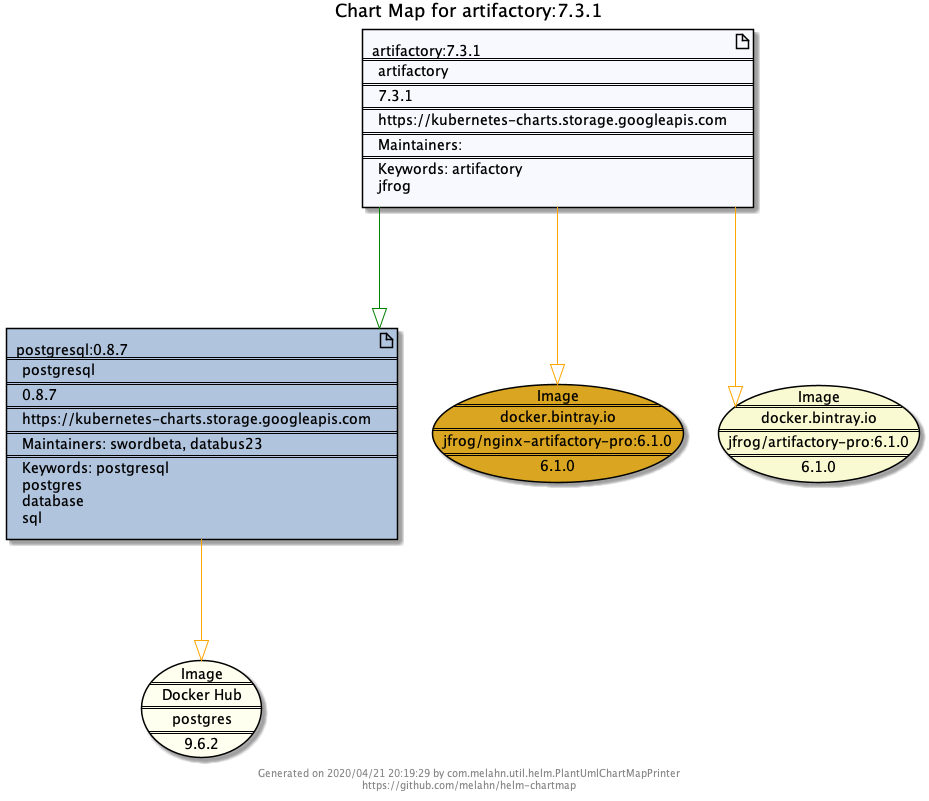 Chart Map for artifactory:7.3.1
artifactory:7.3.1
artifactory
7.3.1
https://kubernetes-charts.storage.googleapis.com
Maintainers:
Keywords: artifactory
jfrog
postgresql:0.8.7
postgresql
0.8.7
https://kubernetes-charts.storage.googleapis.com
Maintainers: swordbeta, databus23
Keywords: postgresql
postgres
database
sql
Image
docker.bintray.io
jfrog/nginx-artifactory-pro:6.1.0
6.1.0
Image
docker.bintray.io
jfrog/artifactory-pro:6.1.0
6.1.0
Image
Docker Hub
postgres
9.6.2
Generated on 2020/04/21 20:19:29 by com.melahn.util.helm.PlantUmlChartMapPrinter
https://github.com/melahn/helm-chartmap